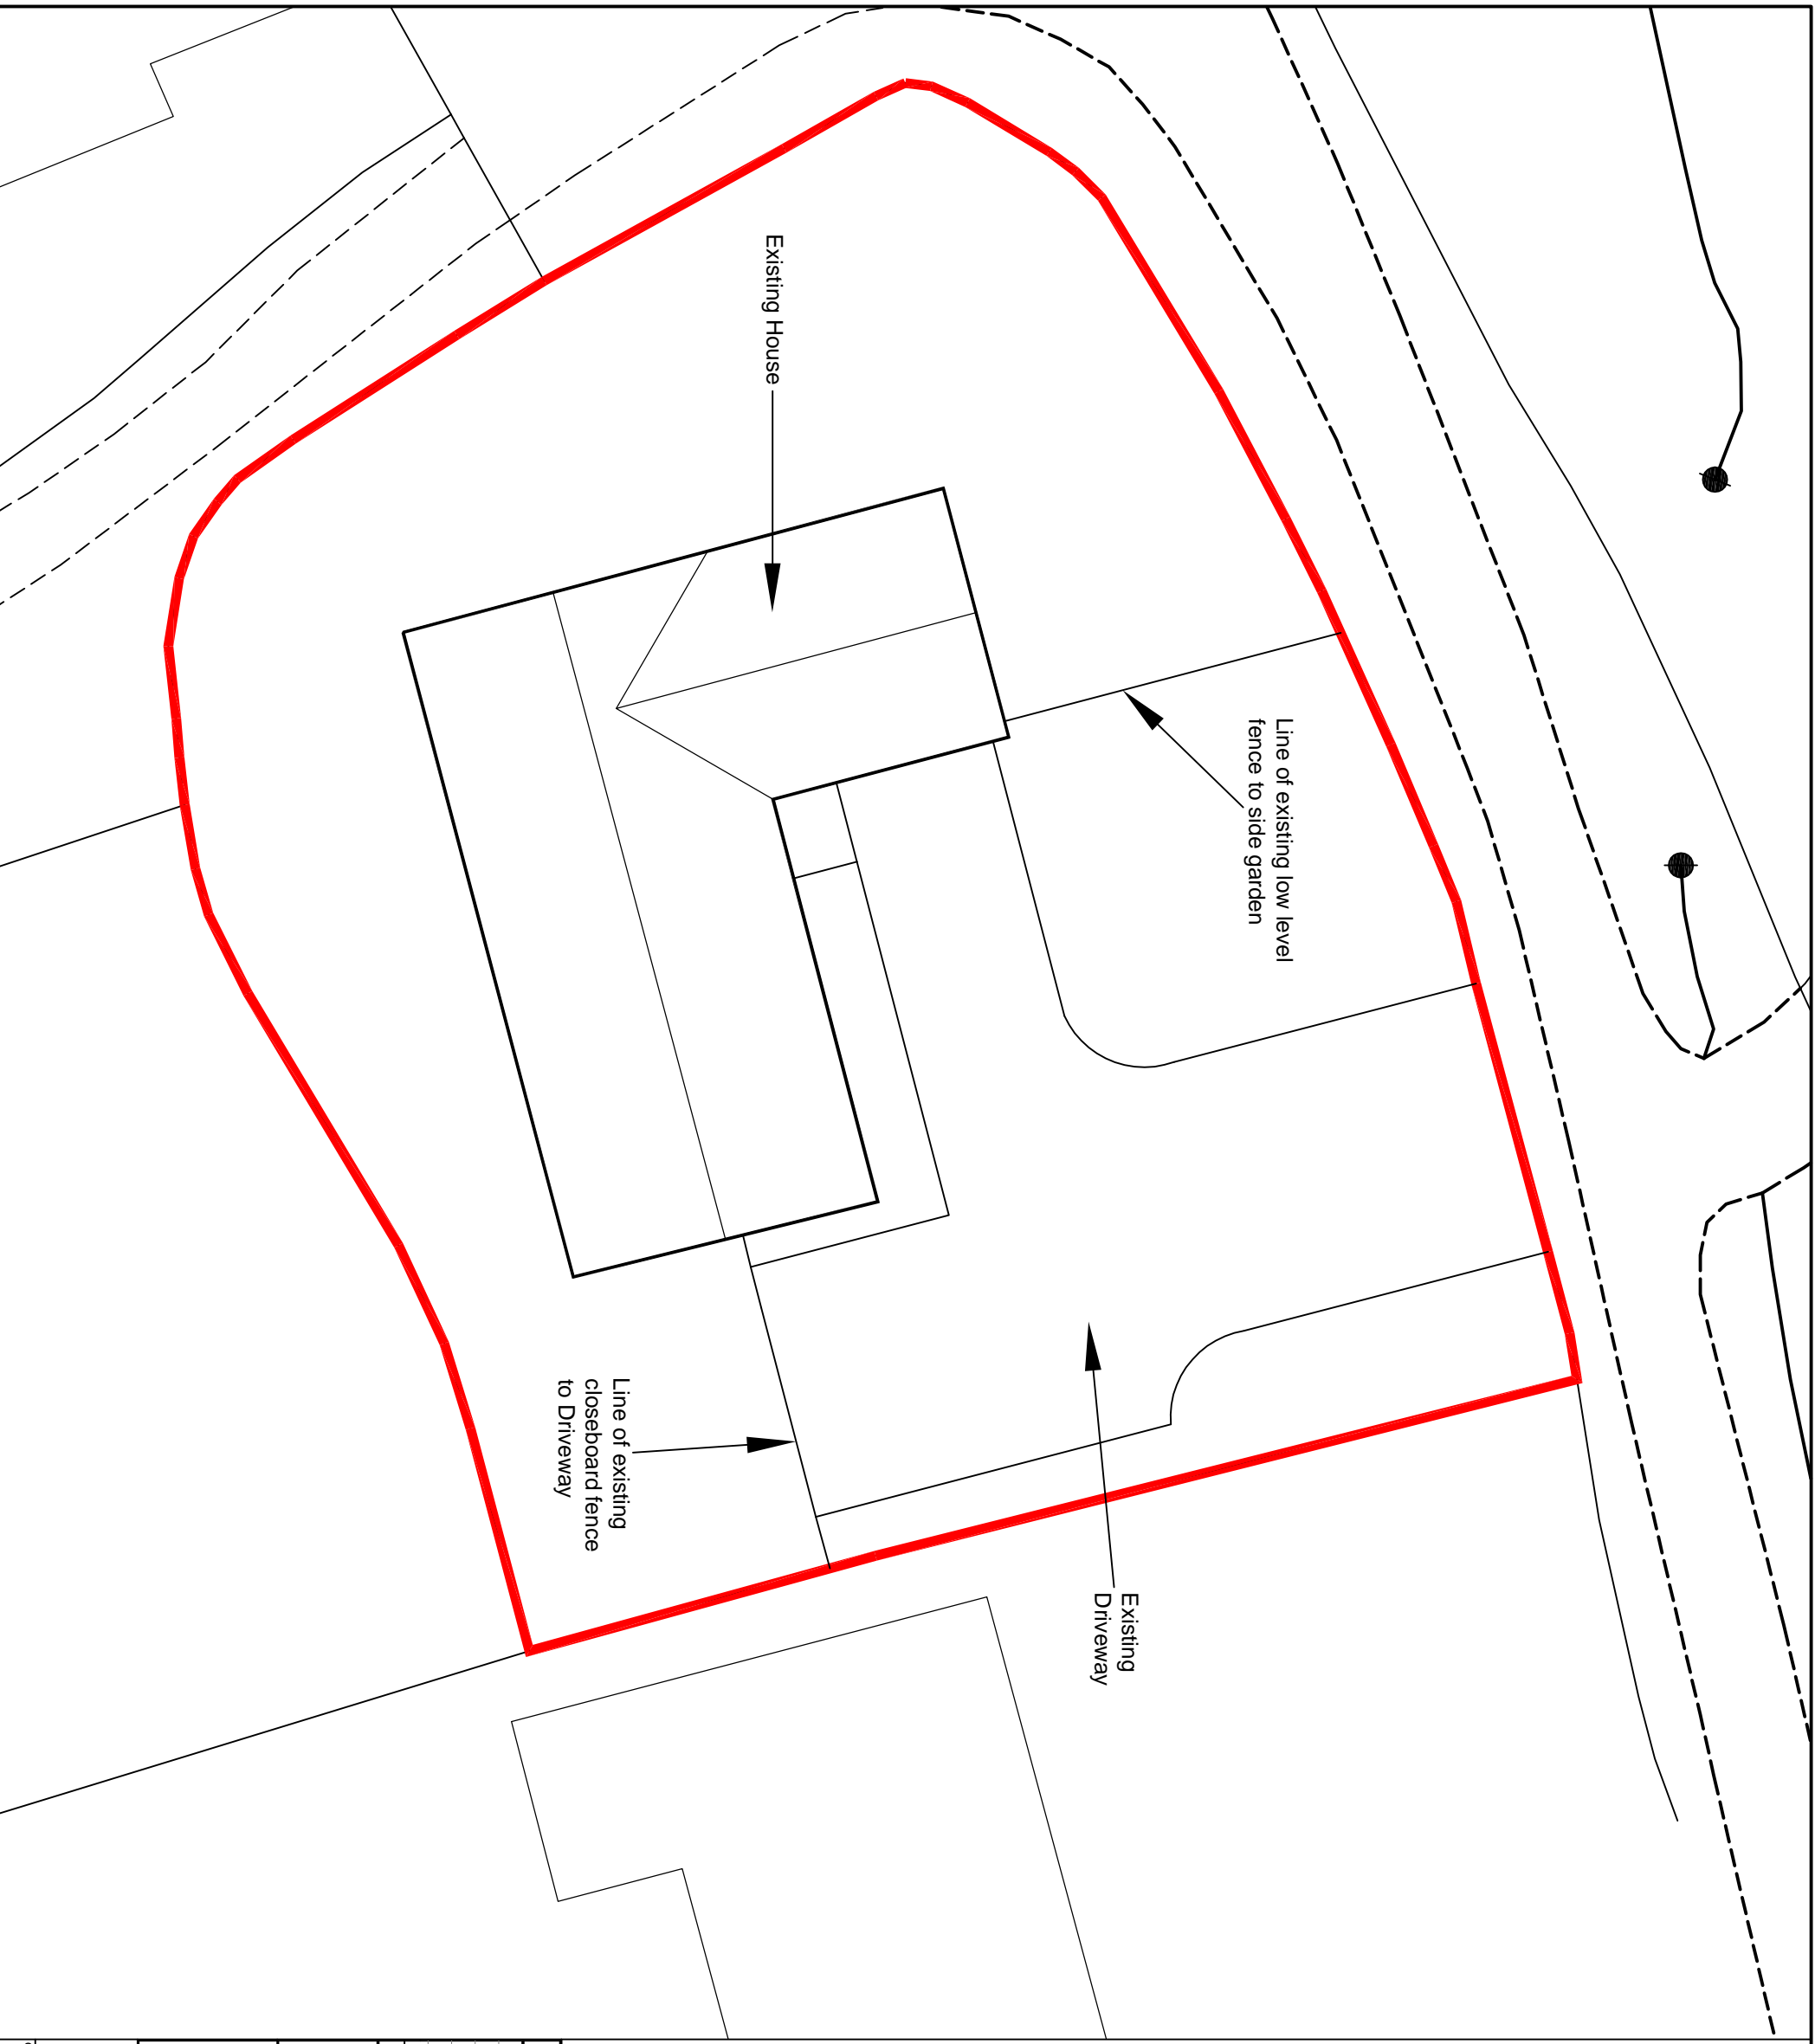 Existing House
Line of existing low level
fence to side garden
Line of existing
closeboard fence
to Driveway
Existing
Driveway